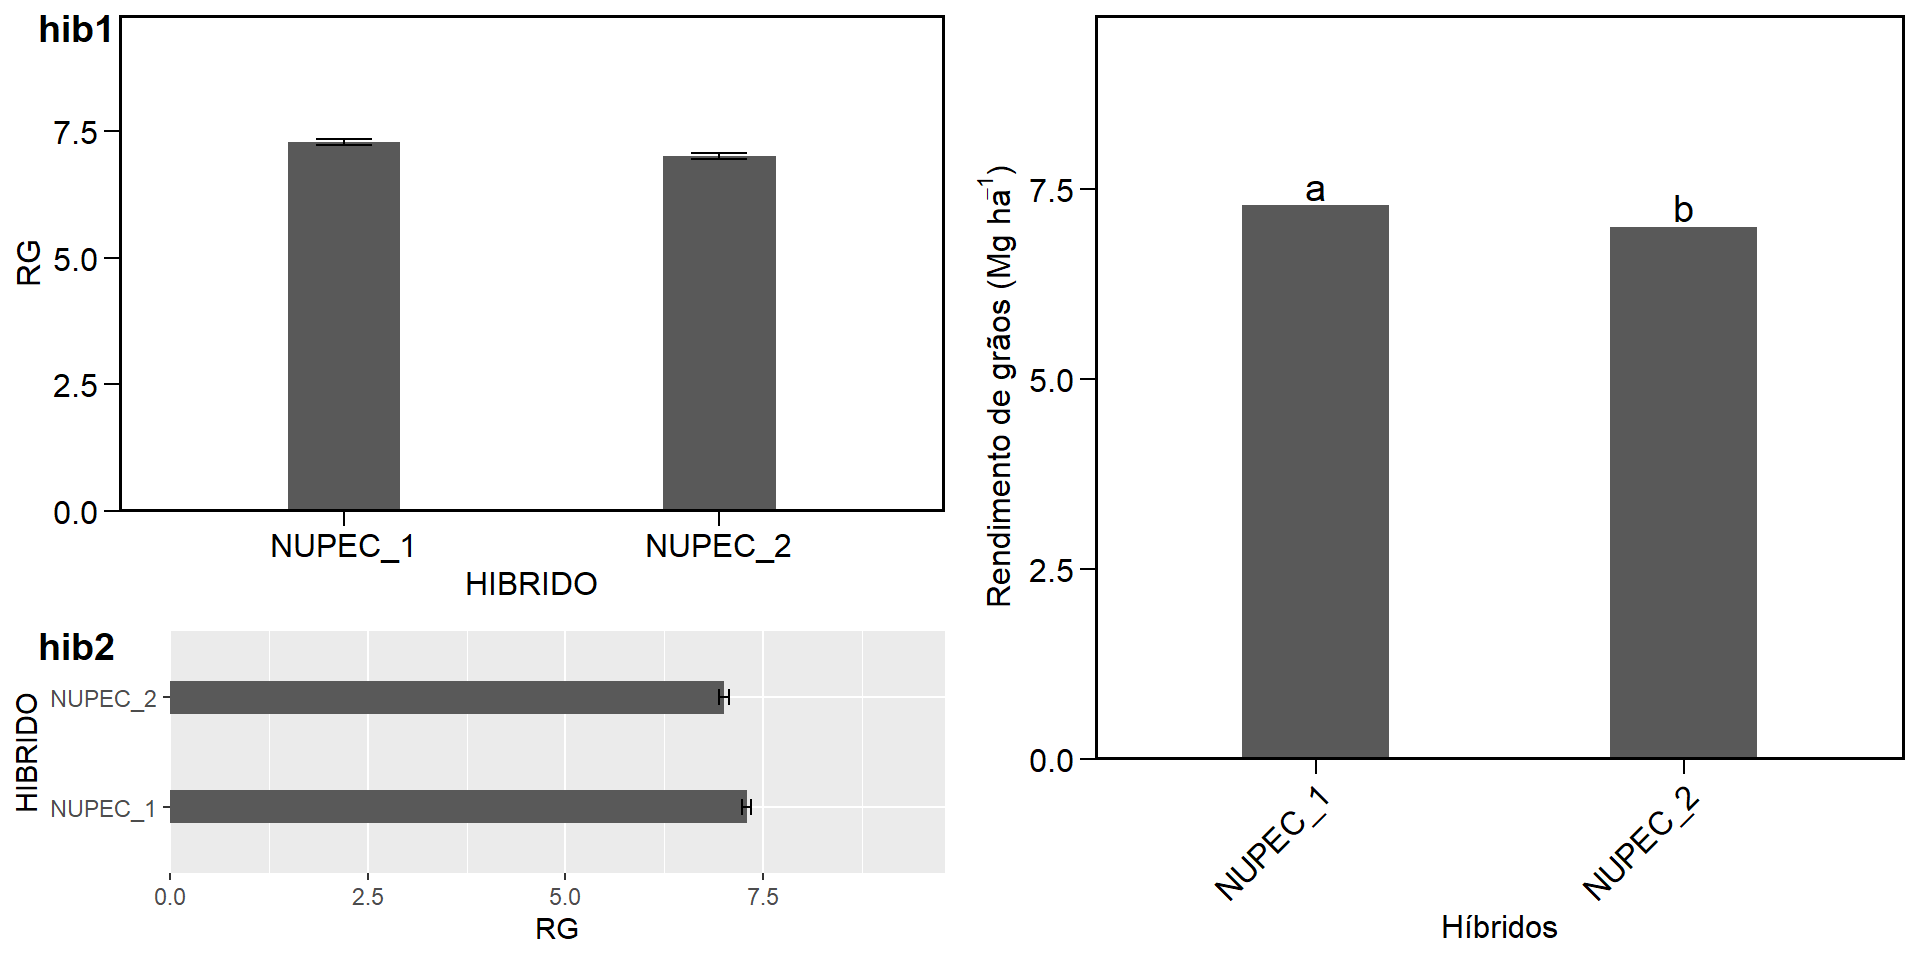 hib1
RG
7.5
5.0
2.5
0.0
NUPEC_1 NUPEC_2
HIBRIDO
hib2
HIBRIDO
NUPEC_2
NUPEC_1
0.0 2.5 5.0 7.5
RG
Rendimento de grãos (Mg ha⁻¹)
7.5
5.0
2.5
0.0
a
b
NUPEC_1 NUPEC_2
Híbridos